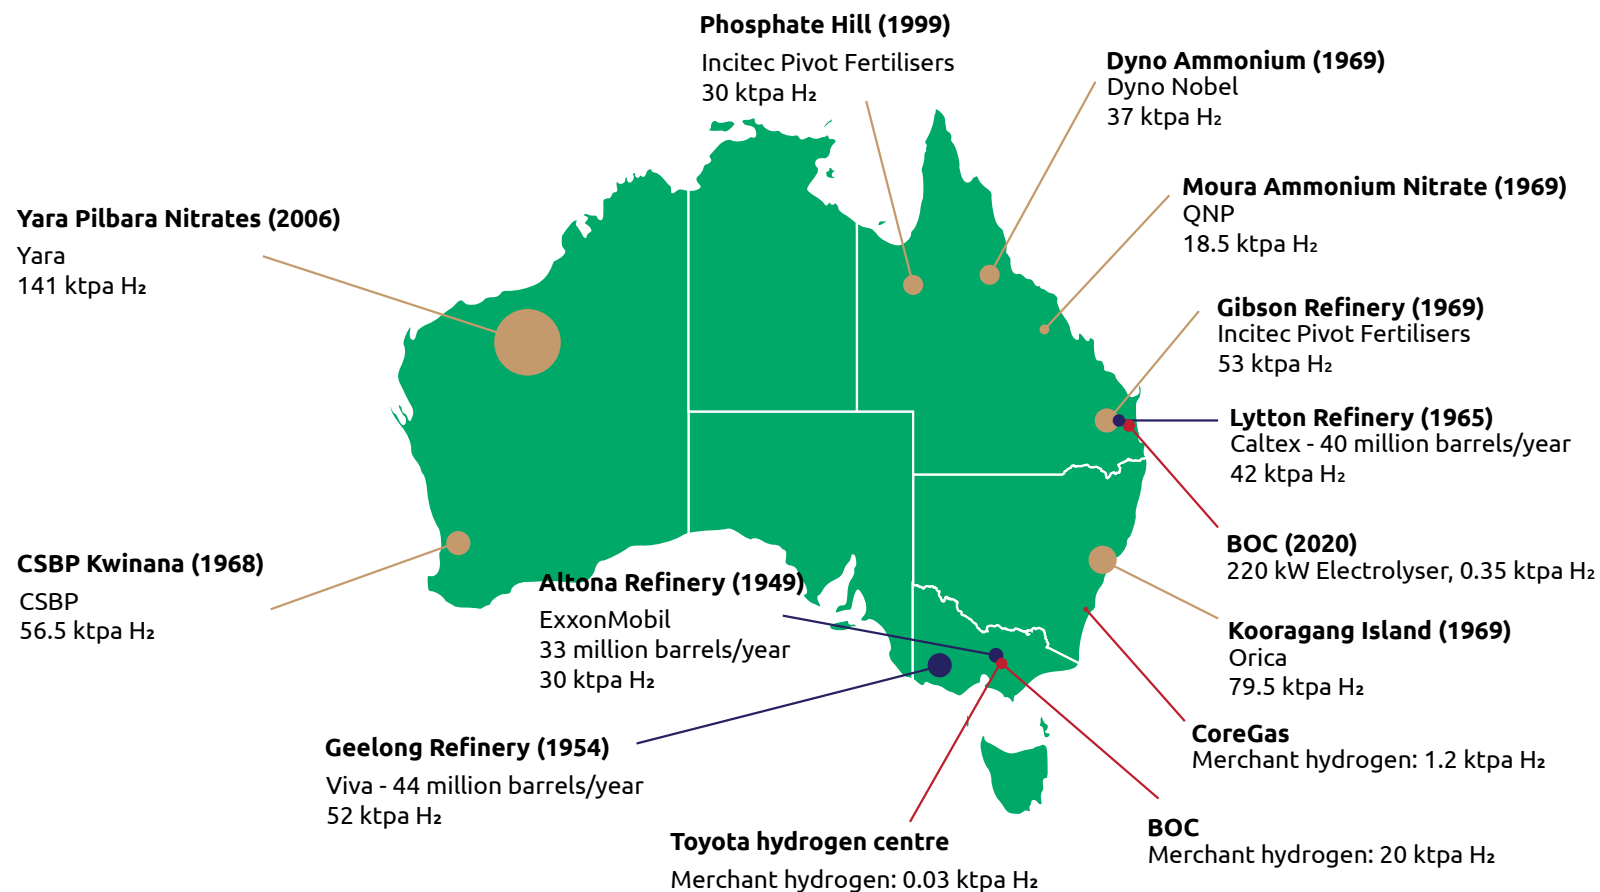 Phosphate Hill (1999)
Incitec Pivot Fertilisers
30 ktpa H₂
Dyno Ammonium (1969)
Dyno Nobel
37 ktpa H₂
Moura Ammonium Nitrate (1969)
QNP
18.5 ktpa H₂
Yara Pilbara Nitrates (2006)
Yara
141 ktpa H₂
Gibson Refinery (1969)
Incitec Pivot Fertilisers
53 ktpa H₂
Lytton Refinery (1965)
Caltex - 40 million barrels/year
42 ktpa H₂
BOC (2020)
220 kW Electrolyser, 0.35 ktpa H₂
CSBP Kwinana (1968)
CSBP
56.5 ktpa H₂
Altona Refinery (1949)
ExxonMobil
33 million barrels/year
30 ktpa H₂
Kooragang Island (1969)
Orica
79.5 ktpa H₂
CoreGas
Merchant hydrogen: 1.2 ktpa H₂
Geelong Refinery (1954)
Viva - 44 million barrels/year
52 ktpa H₂
BOC
Merchant hydrogen: 20 ktpa H₂
Toyota hydrogen centre
Merchant hydrogen: 0.03 ktpa H₂